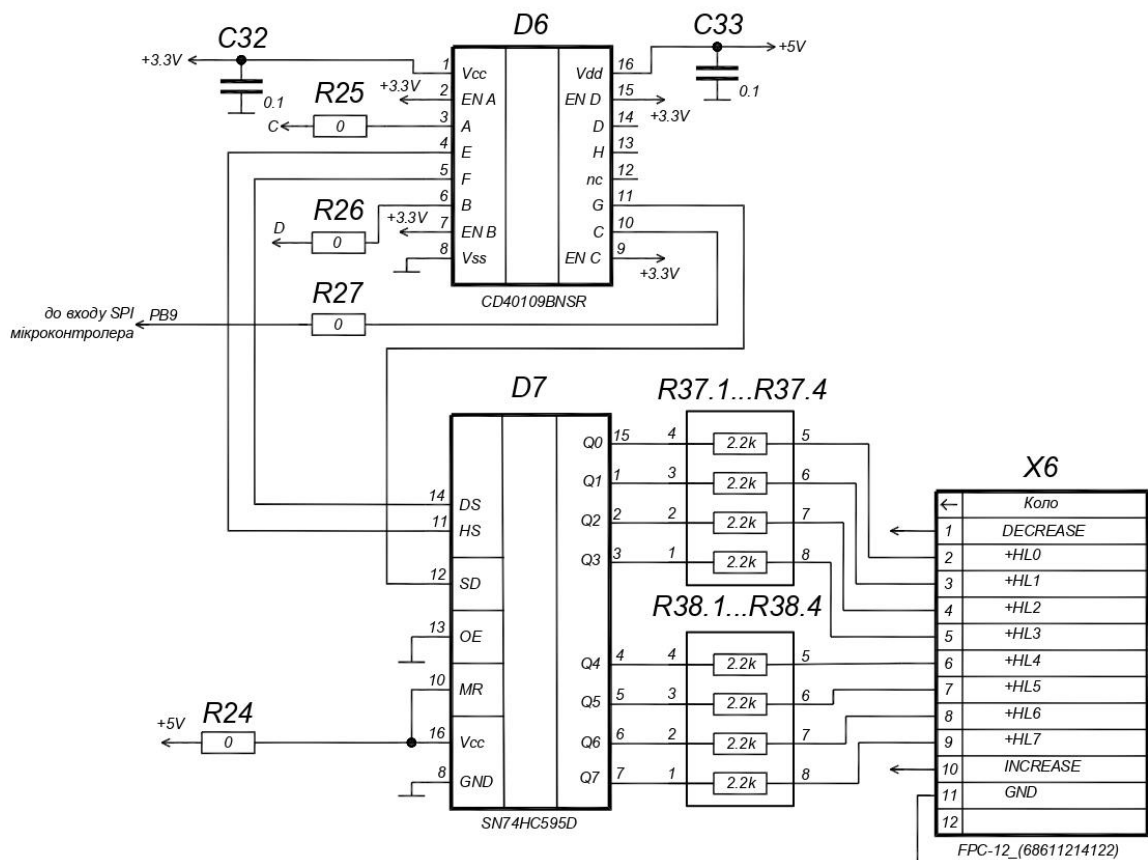 D6
C32
C33
+3.3V
+5V
0.1
0.1
1 Vcc
Vdd 16
+3.3V
2 EN A
EN D 15
+3.3V
R25
C
0
3 A
D 14
4 E
H 13
5 F
nc 12
6 B
G 11
R26
D
0
+3.3V
7 EN B
C 10
8 Vss
EN C 9
+3.3V
CD40109BNSR
R27
0
до входу SPI
мікроконтролера
PB9
D7
R37.1...R37.4
Q0 15 4 2.2k 5
Q1 1 3 2.2k 6
Q2 2 2 2.2k 7
Q3 3 1 2.2k 8
14 DS
11 HS
12 SD
13 OE
10 MR
+5V
R24
0
16 Vcc
8 GND
R38.1...R38.4
Q4 4 4 2.2k 5
Q5 5 3 2.2k 6
Q6 6 2 2.2k 7
Q7 7 1 2.2k 8
SN74HC595D
X6
Коло
1 DECREASE
2 +HL0
3 +HL1
4 +HL2
5 +HL3
6 +HL4
7 +HL5
8 +HL6
9 +HL7
10 INCREASE
11 GND
12
FPC-12_(68611214122)